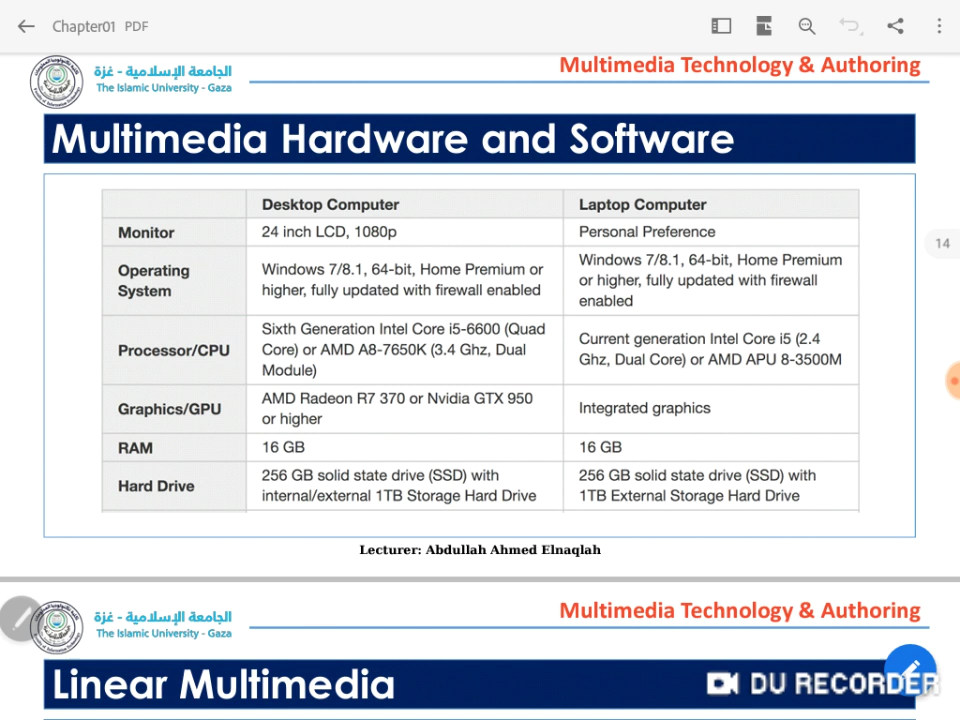 Chapter01 PDF
الجامعة الإسلامية - غزة
The Islamic University - Gaza
Multimedia Technology & Authoring
Multimedia Hardware and Software
Desktop Computer Laptop Computer
Monitor 24 inch LCD, 1080p Personal Preference
Operating System
Windows 7/8.1, 64-bit, Home Premium or
higher, fully updated with firewall enabled
Windows 7/8.1, 64-bit, Home Premium
or higher, fully updated with firewall
enabled
Processor/CPU
Sixth Generation Intel Core i5-6600 (Quad
Core) or AMD A8-7650K (3.4 Ghz, Dual
Module)
Current generation Intel Core i5 (2.4
Ghz, Dual Core) or AMD APU 8-3500M
Graphics/GPU
AMD Radeon R7 370 or Nvidia GTX 950
or higher
Integrated graphics
RAM 16 GB 16 GB
Hard Drive
256 GB solid state drive (SSD) with
internal/external 1TB Storage Hard Drive
256 GB solid state drive (SSD) with
1TB External Storage Hard Drive
14
Lecturer: Abdullah Ahmed Elnaqlah
الجامعة الإسلامية - غزة
The Islamic University - Gaza
Multimedia Technology & Authoring
Linear Multimedia
DU RECORDER